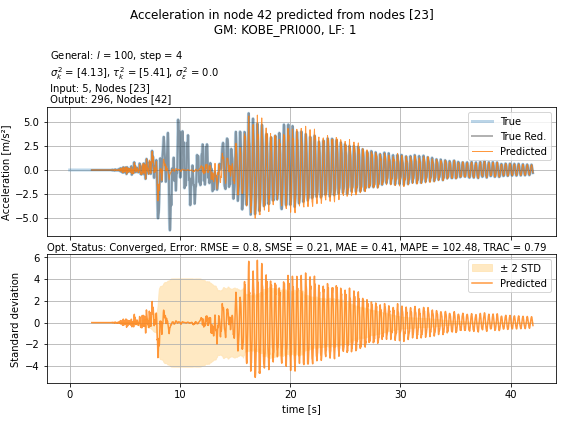 Acceleration in node 42 predicted from nodes [23]
GM: KOBE_PRI000, LF: 1
General: l = 100, step = 4
σ²ₖ = [4.13], τ²ₖ = [5.41], σ²ε = 0.0
Input: 5, Nodes [23]
Output: 296, Nodes [42]
Acceleration [m/s²]
5.0
2.5
0.0
−2.5
−5.0
True
True Red.
Predicted
Opt. Status: Converged, Error: RMSE = 0.8, SMSE = 0.21, MAE = 0.41, MAPE = 102.48, TRAC = 0.79
Standard deviation
6
4
2
0
−2
−4
± 2 STD
Predicted
0
10
20
30
40
time [s]